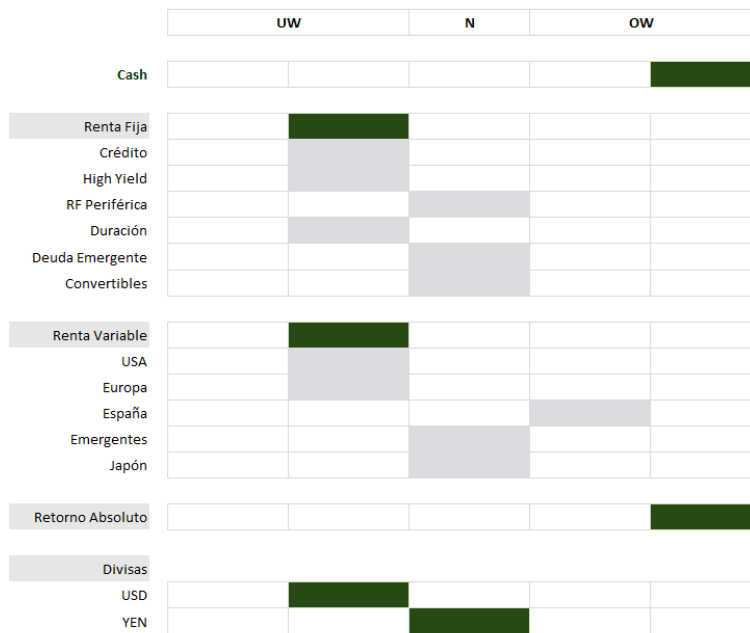 UW N OW
Cash
Renta Fija
Crédito
High Yield
RF Periférica
Duración
Deuda Emergente
Convertibles
Renta Variable
USA
Europa
España
Emergentes
Japón
Retorno Absoluto
Divisas
USD
YEN